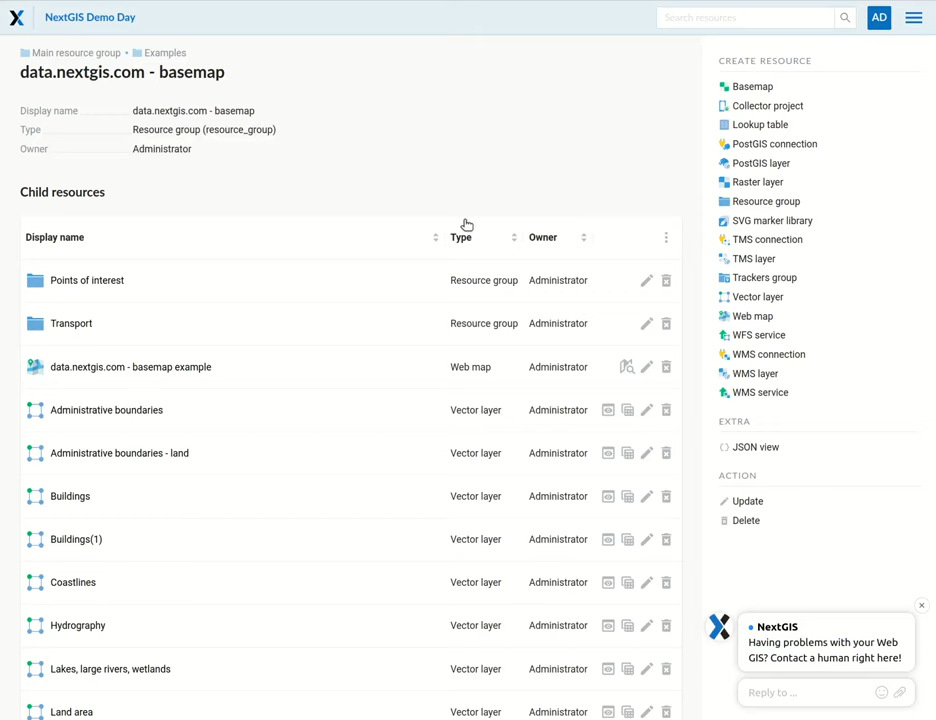 NextGIS Demo Day
Search resources
AD
Main resource group • Examples
data.nextgis.com - basemap
Display name data.nextgis.com - basemap
Type Resource group (resource_group)
Owner Administrator
Child resources
Display name Type Owner
Points of interest Resource group Administrator
Transport Resource group Administrator
data.nextgis.com - basemap example Web map Administrator
Administrative boundaries Vector layer Administrator
Administrative boundaries - land Vector layer Administrator
Buildings Vector layer Administrator
Buildings(1) Vector layer Administrator
Coastlines Vector layer Administrator
Hydrography Vector layer Administrator
Lakes, large rivers, wetlands Vector layer Administrator
Land area Vector layer Administrator
CREATE RESOURCE
Basemap
Collector project
Lookup table
PostGIS connection
PostGIS layer
Raster layer
Resource group
SVG marker library
TMS connection
TMS layer
Trackers group
Vector layer
Web map
WFS service
WMS connection
WMS layer
WMS service
EXTRA
JSON view
ACTION
Update
Delete
NextGIS
Having problems with your Web
GIS? Contact a human right here!
Reply to ...